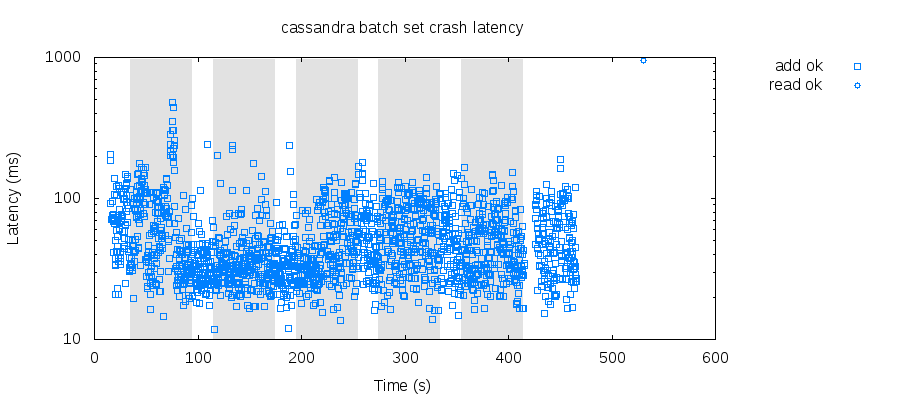 cassandra batch set crash latency
add ok
read ok
Latency (ms)
1000
100
10
0 100 200 300 400 500 600
Time (s)